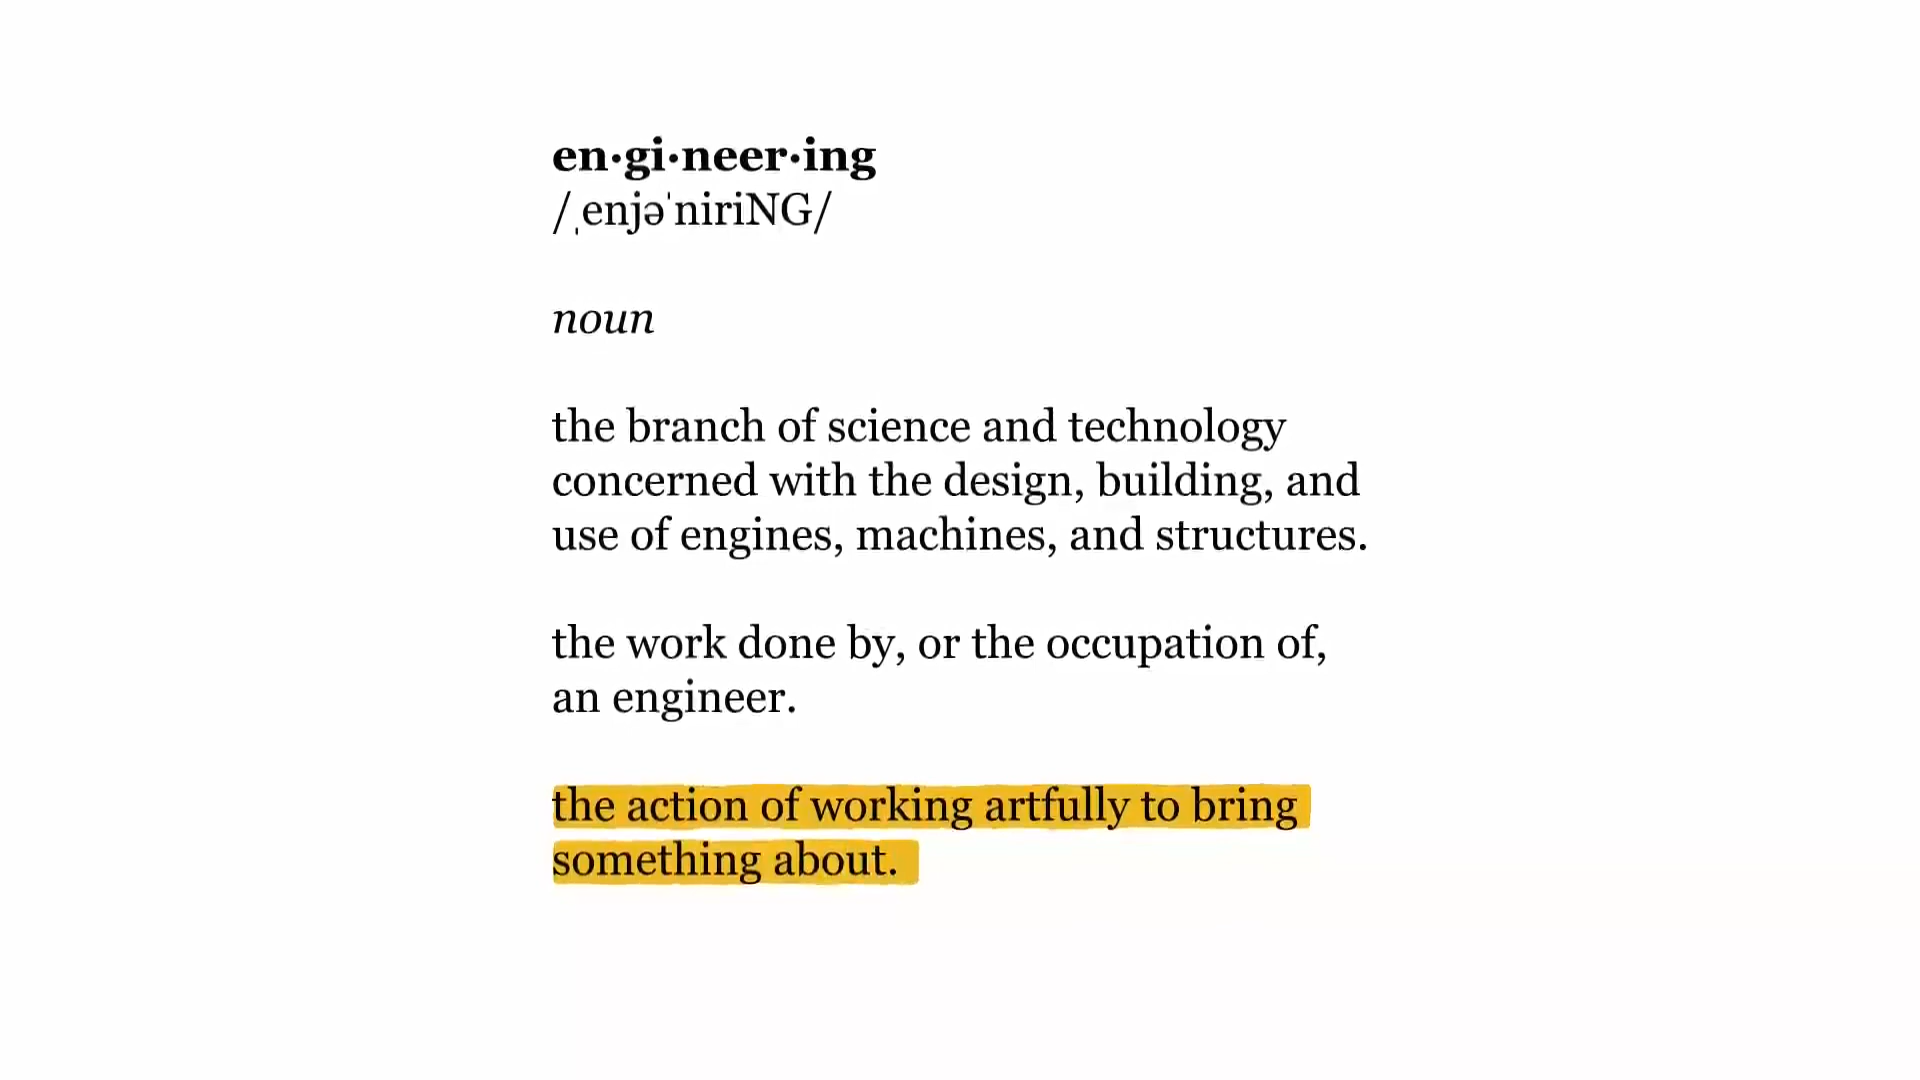 en·gi·neer·ing
/ˌenjəˈniriNG/
noun
the branch of science and technology
concerned with the design, building, and
use of engines, machines, and structures.
the work done by, or the occupation of,
an engineer.
the action of working artfully to bring
something about.